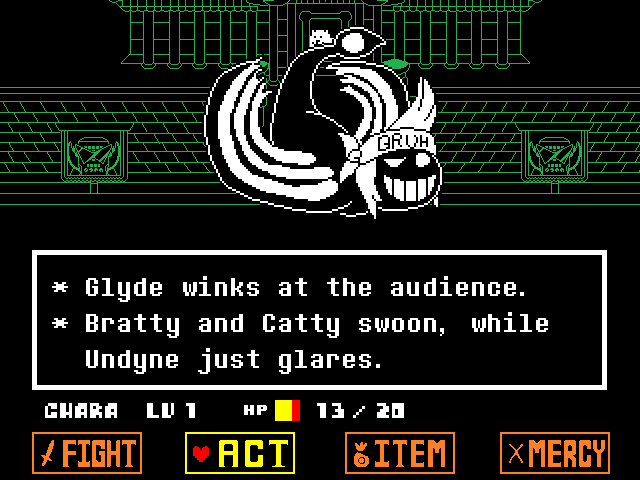 BRUH
* Glyde winks at the audience.
* Bratty and Catty swoon, while
Undyne just glares.
CHARA LV 1 HP 13 / 20
FIGHT ACT ITEM MERCY